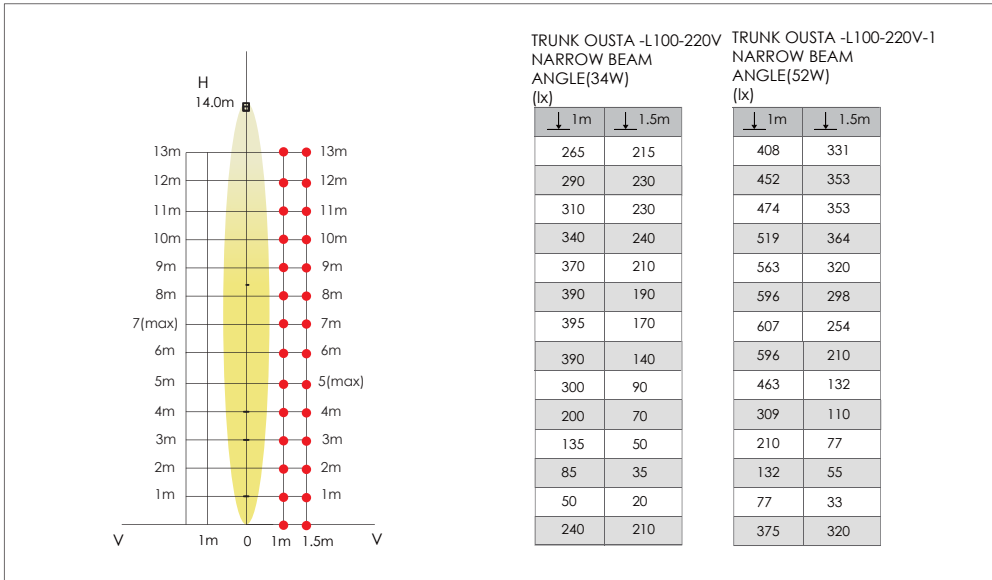 H
14.0m
13m 13m
12m 12m
11m 11m
10m 10m
9m 9m
8m 8m
7(max) 7m
6m 6m
5m 5(max)
4m 4m
3m 3m
2m 2m
1m 1m
V 1m 0 1m 1.5m V
TRUNK OUSTA -L100-220V
NARROW BEAM
ANGLE(34W)
(lx)
1m 1.5m
265 215
290 230
310 230
340 240
370 210
390 190
395 170
390 140
300 90
200 70
135 50
85 35
50 20
240 210
TRUNK OUSTA -L100-220V-1
NARROW BEAM
ANGLE(52W)
(lx)
1m 1.5m
408 331
452 353
474 353
519 364
563 320
596 298
607 254
596 210
463 132
309 110
210 77
132 55
77 33
375 320